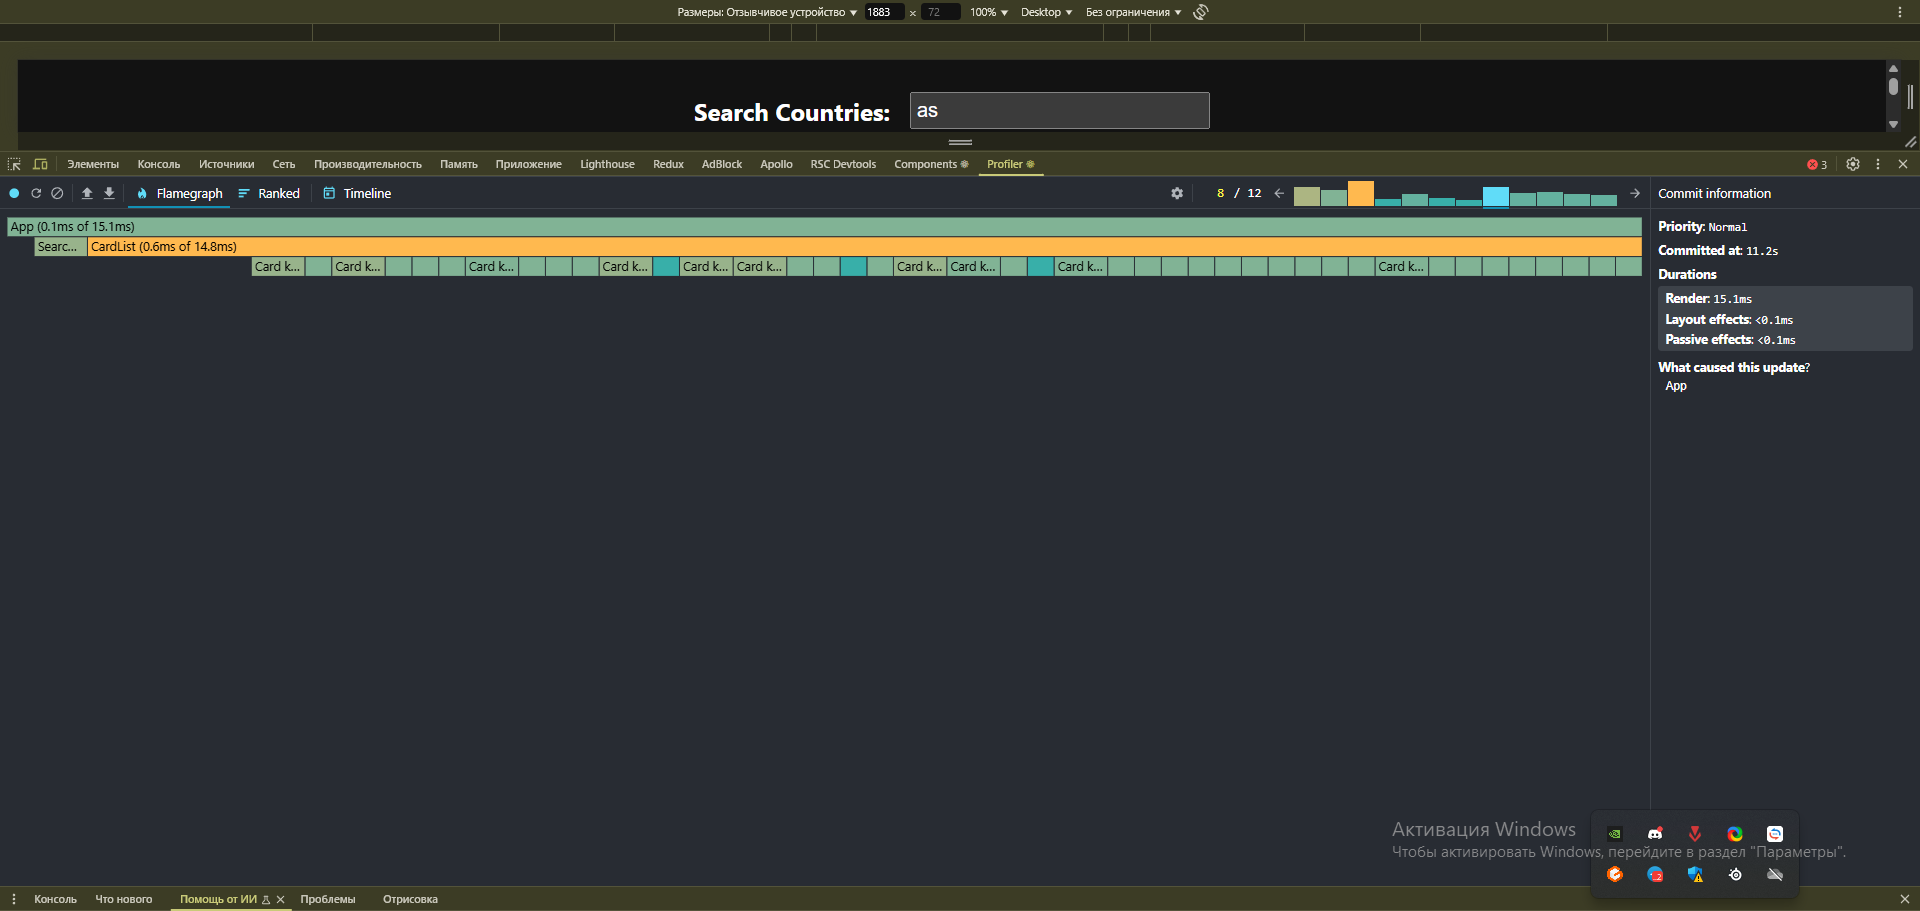 Размеры: Отзывчивое устройство 1883 × 72 100% Desktop Без ограничения
Search Countries: as
Элементы Консоль Источники Сеть Производительность Память Приложение Lighthouse Redux AdBlock Apollo RSC Devtools Components Profiler 3
Flamegraph Ranked Timeline 8 / 12 Commit information
App (0.1ms of 15.1ms)
Searc... CardList (0.6ms of 14.8ms)
Card k... Card k... Card k... Card k... Card k... Card k... Card k... Card k... Card k... Card k...
Priority: Normal
Committed at: 11.2s
Durations
Render: 15.1ms
Layout effects: <0.1ms
Passive effects: <0.1ms
What caused this update?
App
Активация Windows
Чтобы активировать Windows, перейдите в раздел "Параметры".
2
Консоль Что нового Помощь от ИИ Проблемы Отрисовка